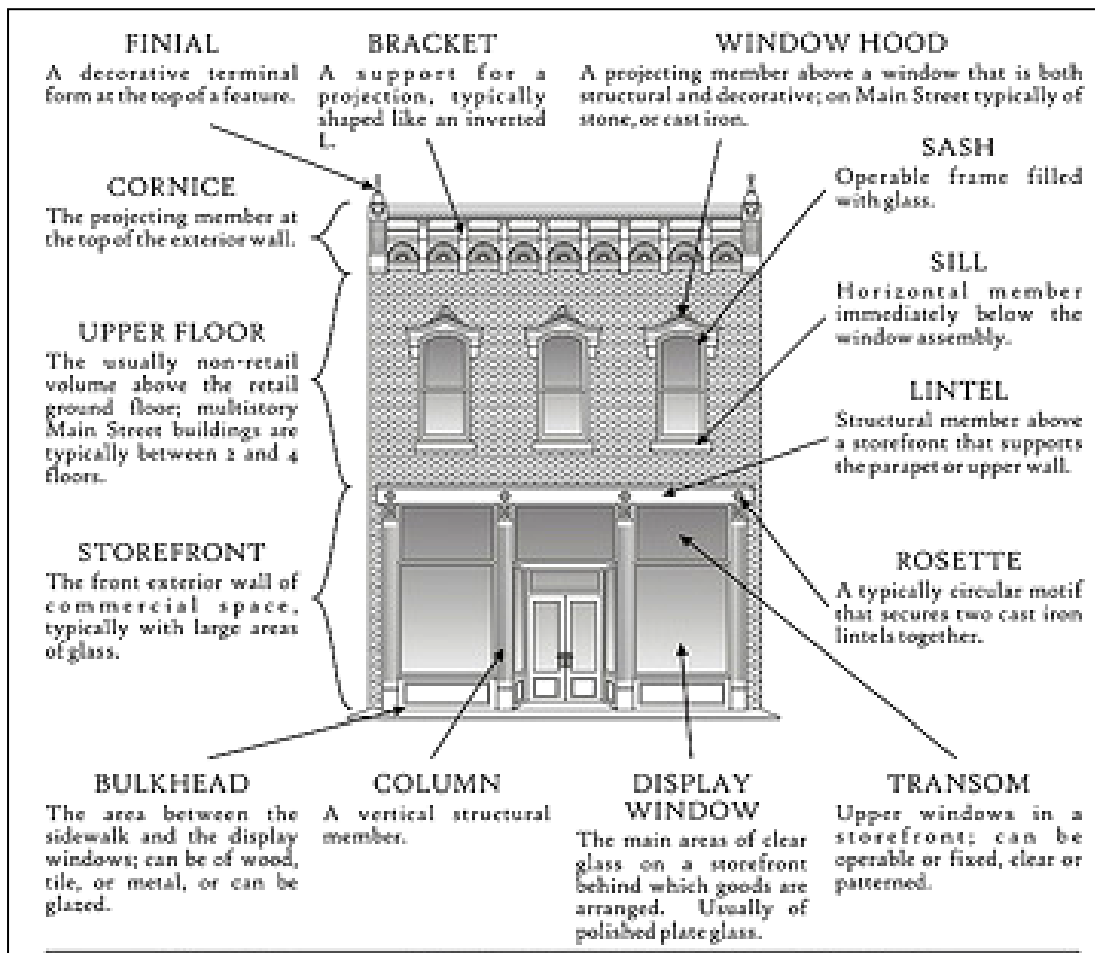 FINIAL
A decorative terminal
form at the top of a feature.
BRACKET
A support for a
projection, typically
shaped like an inverted
L.
WINDOW HOOD
A projecting member above a window that is both
structural and decorative; on Main Street typically of
stone, or cast iron.
SASH
Operable frame filled
with glass.
CORNICE
The projecting member at
the top of the exterior wall.
SILL
Horizontal member
immediately below the
window assembly.
UPPER FLOOR
The usually non-retail
volume above the retail
ground floor; multistory
Main Street buildings are
typically between 2 and 4
floors.
LINTEL
Structural member above
a storefront that supports
the parapet or upper wall.
STOREFRONT
The front exterior wall of
commercial space,
typically with large areas
of glass.
ROSETTE
A typically circular motif
that secures two cast iron
lintels together.
BULKHEAD
The area between the
sidewalk and the display
windows; can be of wood,
tile, or metal, or can be
glazed.
COLUMN
A vertical structural
member.
DISPLAY
WINDOW
The main areas of clear
glass on a storefront
behind which goods are
arranged. Usually of
polished plate glass.
TRANSOM
Upper windows in a
storefront; can be
operable or fixed, clear or
patterned.